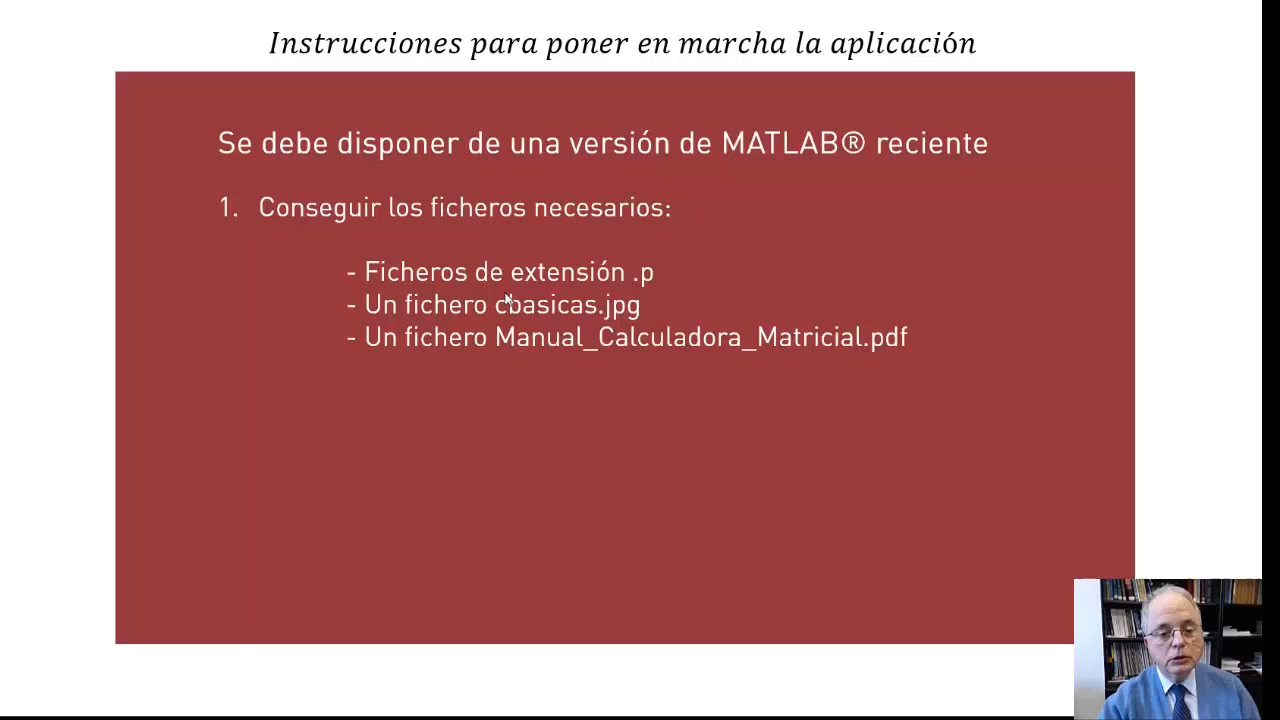 Instrucciones para poner en marcha la aplicación
Se debe disponer de una versión de MATLAB® reciente
1. Conseguir los ficheros necesarios:
- Ficheros de extensión .p
- Un fichero cbasicas.jpg
- Un fichero Manual_Calculadora_Matricial.pdf